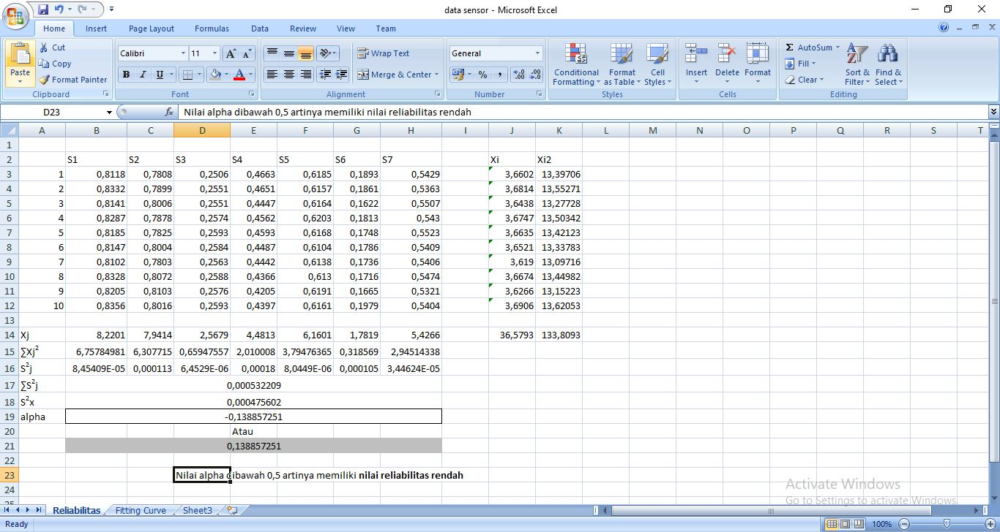 data sensor - Microsoft Excel
Home Insert Page Layout Formulas Data Review View Team
Paste
Cut
Copy
Format Painter
Clipboard
Calibri 11
B I U
Font
Wrap Text
Merge & Center
Alignment
General
% ,
Number
Conditional Formatting
Format as Table
Cell Styles
Styles
Insert Delete Format
Cells
Σ AutoSum
Fill
Clear
Sort & Filter
Find & Select
Editing
D23 fx Nilai alpha dibawah 0,5 artinya memiliki nilai reliabilitas rendah
A B C D E F G H I J K L M N O P Q R S T
1
2 S1 S2 S3 S4 S5 S6 S7 Xi Xi2
3 1 0,8118 0,7808 0,2506 0,4663 0,6185 0,1893 0,5429 3,6602 13,39706
4 2 0,8332 0,7899 0,2551 0,4651 0,6157 0,1861 0,5363 3,6814 13,55271
5 3 0,8141 0,8006 0,2551 0,4447 0,6164 0,1622 0,5507 3,6438 13,27728
6 4 0,8287 0,7878 0,2574 0,4562 0,6203 0,1813 0,543 3,6747 13,50342
7 5 0,8185 0,7825 0,2593 0,4593 0,6168 0,1748 0,5523 3,6635 13,42123
8 6 0,8147 0,8004 0,2584 0,4487 0,6104 0,1786 0,5409 3,6521 13,33783
9 7 0,8102 0,7803 0,2563 0,4442 0,6138 0,1736 0,5406 3,619 13,09716
10 8 0,8328 0,8072 0,2588 0,4366 0,613 0,1716 0,5474 3,6674 13,44982
11 9 0,8205 0,8103 0,2576 0,4205 0,6191 0,1665 0,5321 3,6266 13,15223
12 10 0,8356 0,8016 0,2593 0,4397 0,6161 0,1979 0,5404 3,6906 13,62053
13
14 Xj 8,2201 7,9414 2,5679 4,4813 6,1601 1,7819 5,4266 36,5793 133,8093
15 ∑Xj² 6,75784981 6,307715 0,65947557 2,010008 3,79476365 0,318569 2,94514338
16 S²j 8,45409E-05 0,000113 6,4529E-06 0,00018 8,0449E-06 0,000105 3,44624E-05
17 ∑S²j 0,000532209
18 S²x 0,000475602
19 alpha -0,138857251
20 Atau
21 0,138857251
22
23 Nilai alpha dibawah 0,5 artinya memiliki nilai reliabilitas rendah
24
25
Activate Windows
Go to Settings to activate Windows.
Reliabilitas Fitting Curve Sheet3
Ready 100%